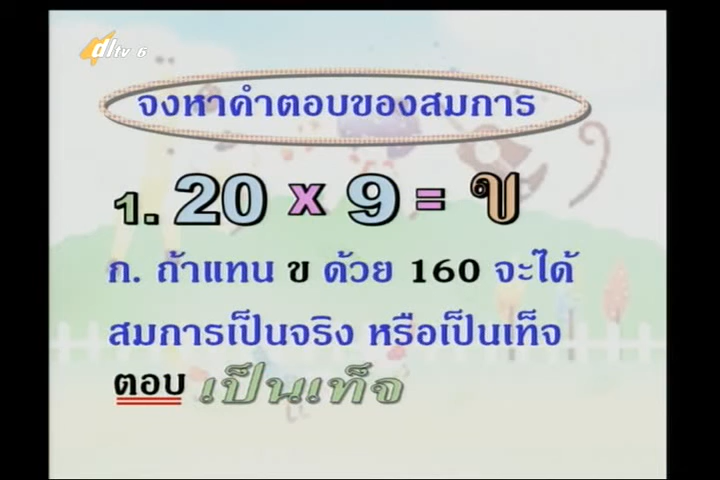 dltv 6
จงหาคำตอบของสมการ
1. 20 x 9 = ข
ก. ถ้าแทน ข ด้วย 160 จะได้
สมการเป็นจริง หรือเป็นเท็จ
ตอบ เป็นเท็จ